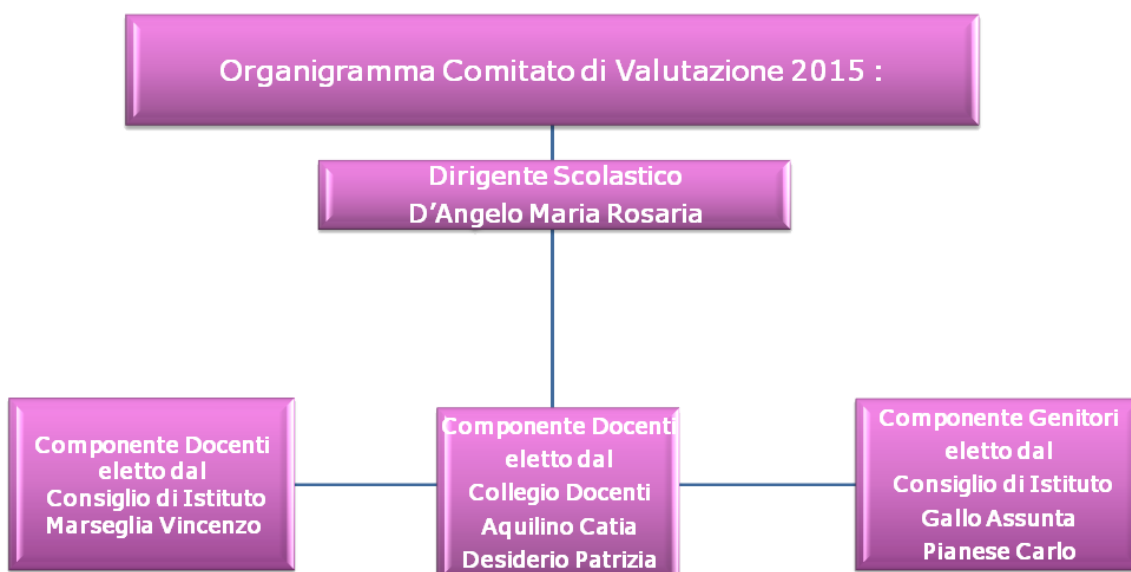 Organigramma Comitato di Valutazione 2015 :
Dirigente Scolastico
D'Angelo Maria Rosaria
Componente Docenti
eletto dal
Consiglio di Istituto
Marseglia Vincenzo
Componente Docenti
eletto dal
Collegio Docenti
Aquilino Catia
Desiderio Patrizia
Componente Genitori
eletto dal
Consiglio di Istituto
Gallo Assunta
Pianese Carlo